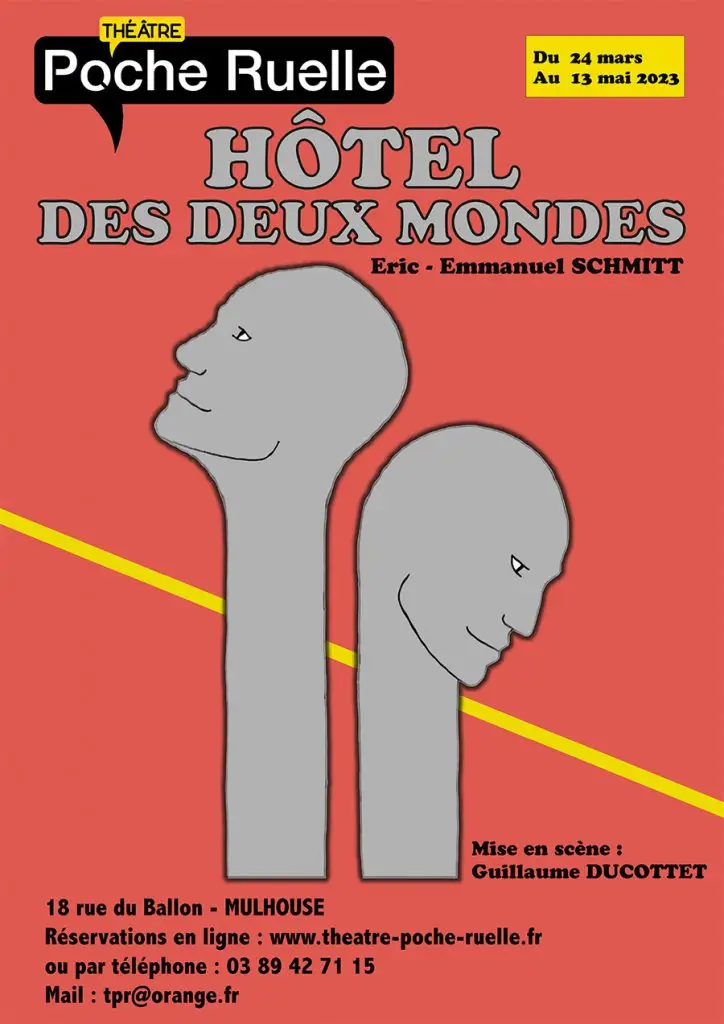 THÉÂTRE
Poche Ruelle
Du 24 mars
Au 13 mai 2023
HÔTEL
DES DEUX MONDES
Eric - Emmanuel SCHMITT
Mise en scène :
Guillaume DUCOTTET
18 rue du Ballon - MULHOUSE
Réservations en ligne : www.theatre-poche-ruelle.fr
ou par téléphone : 03 89 42 71 15
Mail : tpr@orange.fr